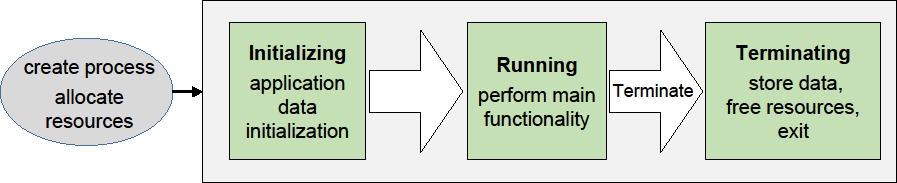 create process
allocate
resources
Initializing
application
data
initialization
Running
perform main
functionality
Terminate
Terminating
store data,
free resources,
exit